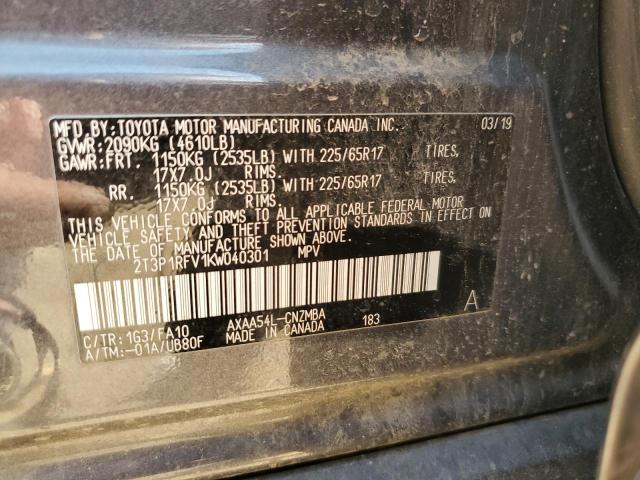 MFD.BY:TOYOTA MOTOR MANUFACTURING CANADA INC. 03/19
GVWR:2090KG (4610LB)
GAWR:FRT. 1150KG (2535LB) WITH 225/65R17 TIRES,
17X7.0J RIMS.
RR. 1150KG (2535LB) WITH 225/65R17 TIRES,
17X7.0J RIMS.
THIS VEHICLE CONFORMS TO ALL APPLICABLE FEDERAL MOTOR
VEHICLE SAFETY AND THEFT PREVENTION STANDARDS IN EFFECT ON
THE DATE OF MANUFACTURE SHOWN ABOVE.
2T3P1RFV1KW040301 MPV
C/TR:1G3/FA10 AXAA54L-CNZMBA 183 A
A/TM:-01A/UB80F MADE IN CANADA